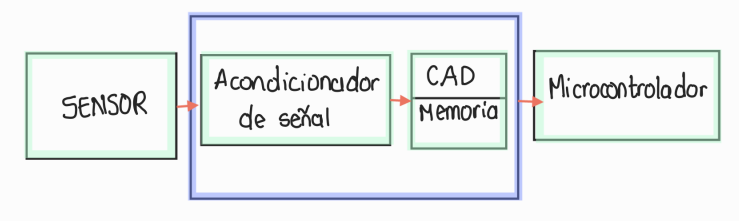 SENSOR
Acondicionador
de señal
CAD
Memoria
Microcontrolador